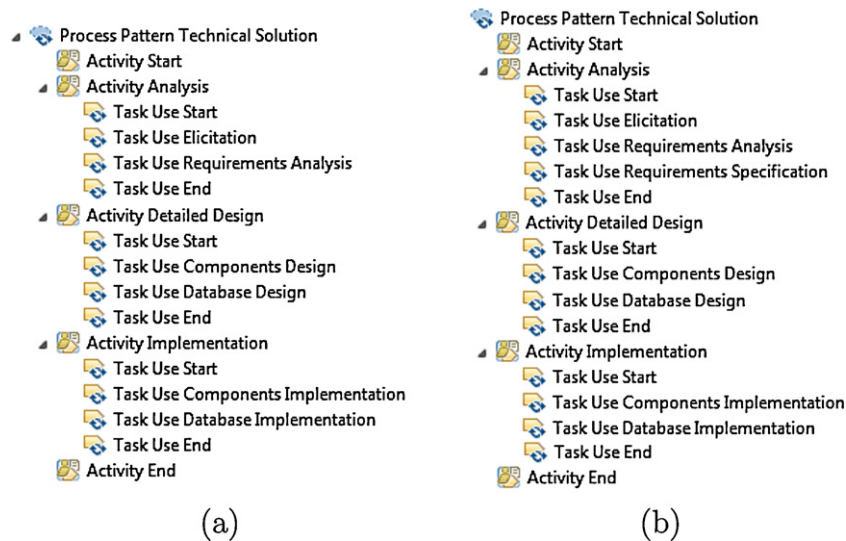 Process Pattern Technical Solution
Activity Start
Activity Analysis
Task Use Start
Task Use Elicitation
Task Use Requirements Analysis
Task Use End
Activity Detailed Design
Task Use Start
Task Use Components Design
Task Use Database Design
Task Use End
Activity Implementation
Task Use Start
Task Use Components Implementation
Task Use Database Implementation
Task Use End
Activity End
(a)
Process Pattern Technical Solution
Activity Start
Activity Analysis
Task Use Start
Task Use Elicitation
Task Use Requirements Analysis
Task Use Requirements Specification
Task Use End
Activity Detailed Design
Task Use Start
Task Use Components Design
Task Use Database Design
Task Use End
Activity Implementation
Task Use Start
Task Use Components Implementation
Task Use Database Implementation
Task Use End
Activity End
(b)